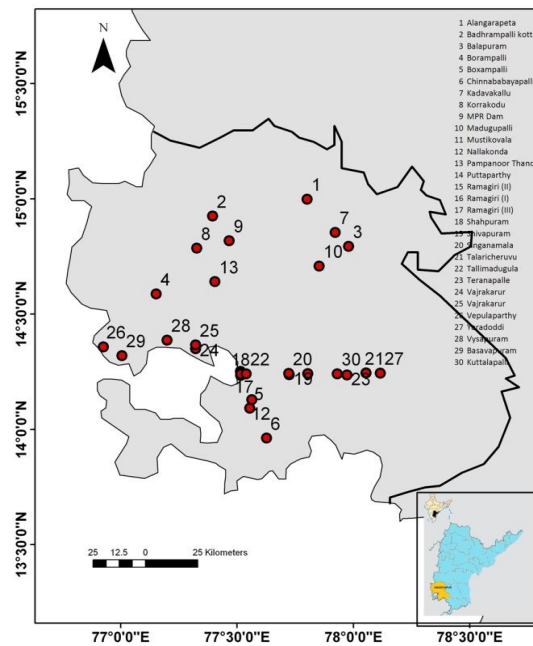 N
1 Alangarapeta
2 Badhrampalli kott
3 Balapuram
4 Borampalli
5 Boxampalli
6 Chinnababayapall
7 Kadavakallu
8 Korrakodu
9 MPR Dam
10 Madugupalli
11 Mustikovala
12 Nallakonda
13 Pampanoor Thand
14 Puttaparthy
15 Ramagiri (II)
16 Ramagiri (I)
17 Ramagiri (III)
18 Shahpuram
19 Shivapuram
20 Singanamala
21 Talaricheruvu
22 Tallimadugula
23 Teranapalle
24 Vajrakarur
25 Vajrakarur
26 Vepulaparthy
27 Yaradoddi
28 Vysapuram
29 Basavapuram
30 Kuttalapalli
15°30'0"N
15°0'0"N
14°30'0"N
14°0'0"N
13°30'0"N
1
2
7
8
9
3
10
13
4
28
25
26
29
24
18 22
20
30 21 27
17
19
23
5
12
6
25 12.5 0 25 Kilometers
77°0'0"E
77°30'0"E
78°0'0"E
78°30'0"E